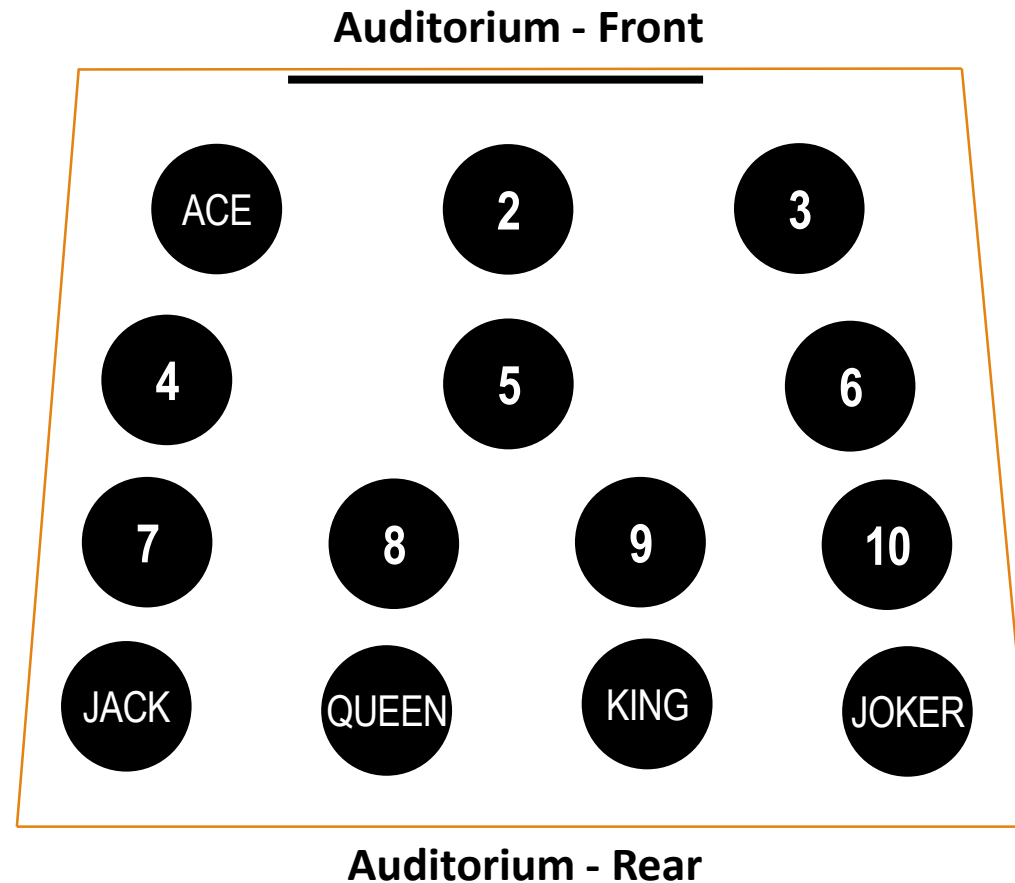 Auditorium - Front
ACE 2 3
4 5 6
7 8 9 10
JACK QUEEN KING JOKER
Auditorium - Rear